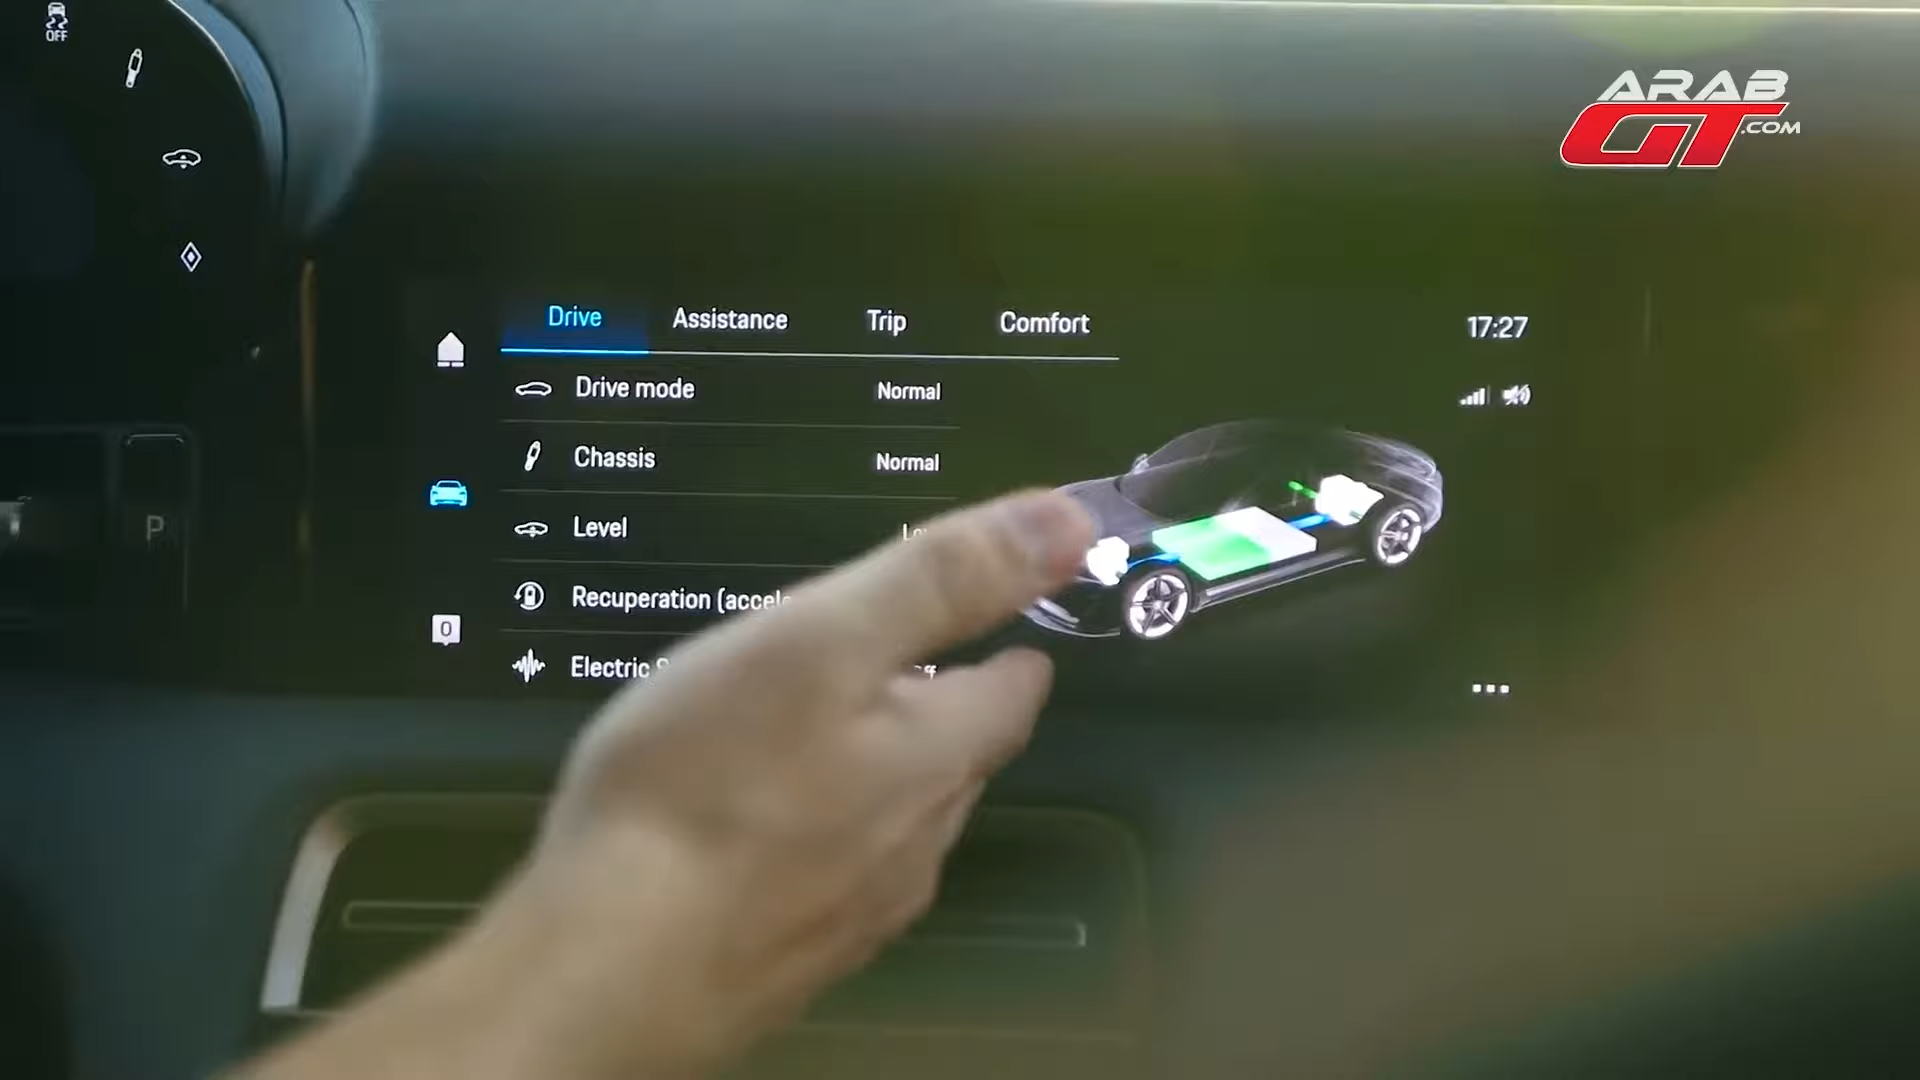 OFF
ARAB
GT.COM
Drive Assistance Trip Comfort
17:27
Drive mode Normal
Chassis Normal
Level
Recuperation
Electric
0
P